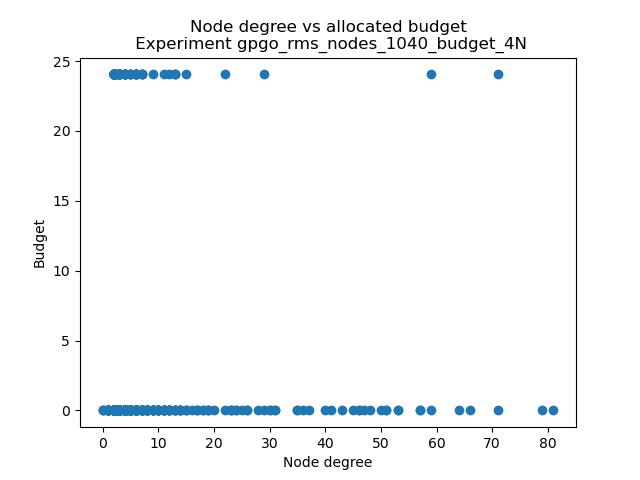 Node degree vs allocated budget
Experiment gpgo_rms_nodes_1040_budget_4N
25
20
15
10
5
0
Budget
0 10 20 30 40 50 60 70 80
Node degree